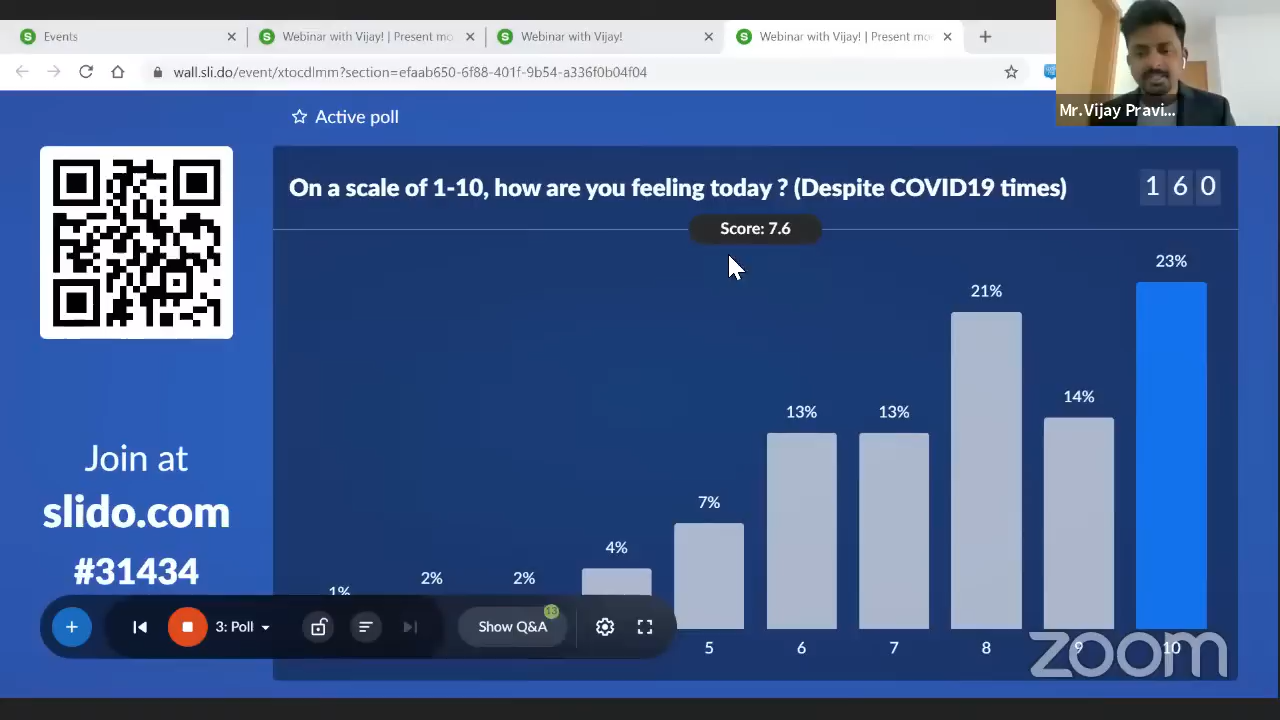 Events
Webinar with Vijay! | Present mo
Webinar with Vijay!
Webinar with Vijay! | Present mo
wall.sli.do/event/xtocdlmm?section=efaab650-6f88-401f-9b54-a336f0b04f04
Mr.Vijay Pravi...
Active poll
On a scale of 1-10, how are you feeling today ? (Despite COVID19 times)
160
Score: 7.6
23%
21%
14%
13%
13%
7%
4%
2%
2%
1%
Join at
slido.com
#31434
3: Poll
Show Q&A
13
5
6
7
8
9
10
zoom